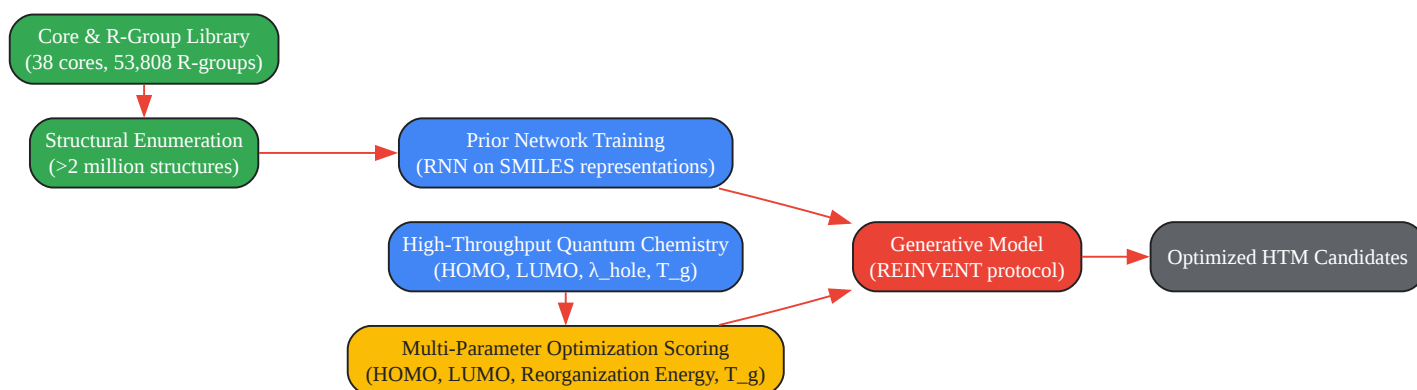 Core & R-Group Library
(38 cores, 53,808 R-groups)
Structural Enumeration
(>2 million structures)
Prior Network Training
(RNN on SMILES representations)
High-Throughput Quantum Chemistry
(HOMO, LUMO, λ_hole, T_g)
Multi-Parameter Optimization Scoring
(HOMO, LUMO, Reorganization Energy, T_g)
Generative Model
(REINVENT protocol)
Optimized HTM Candidates